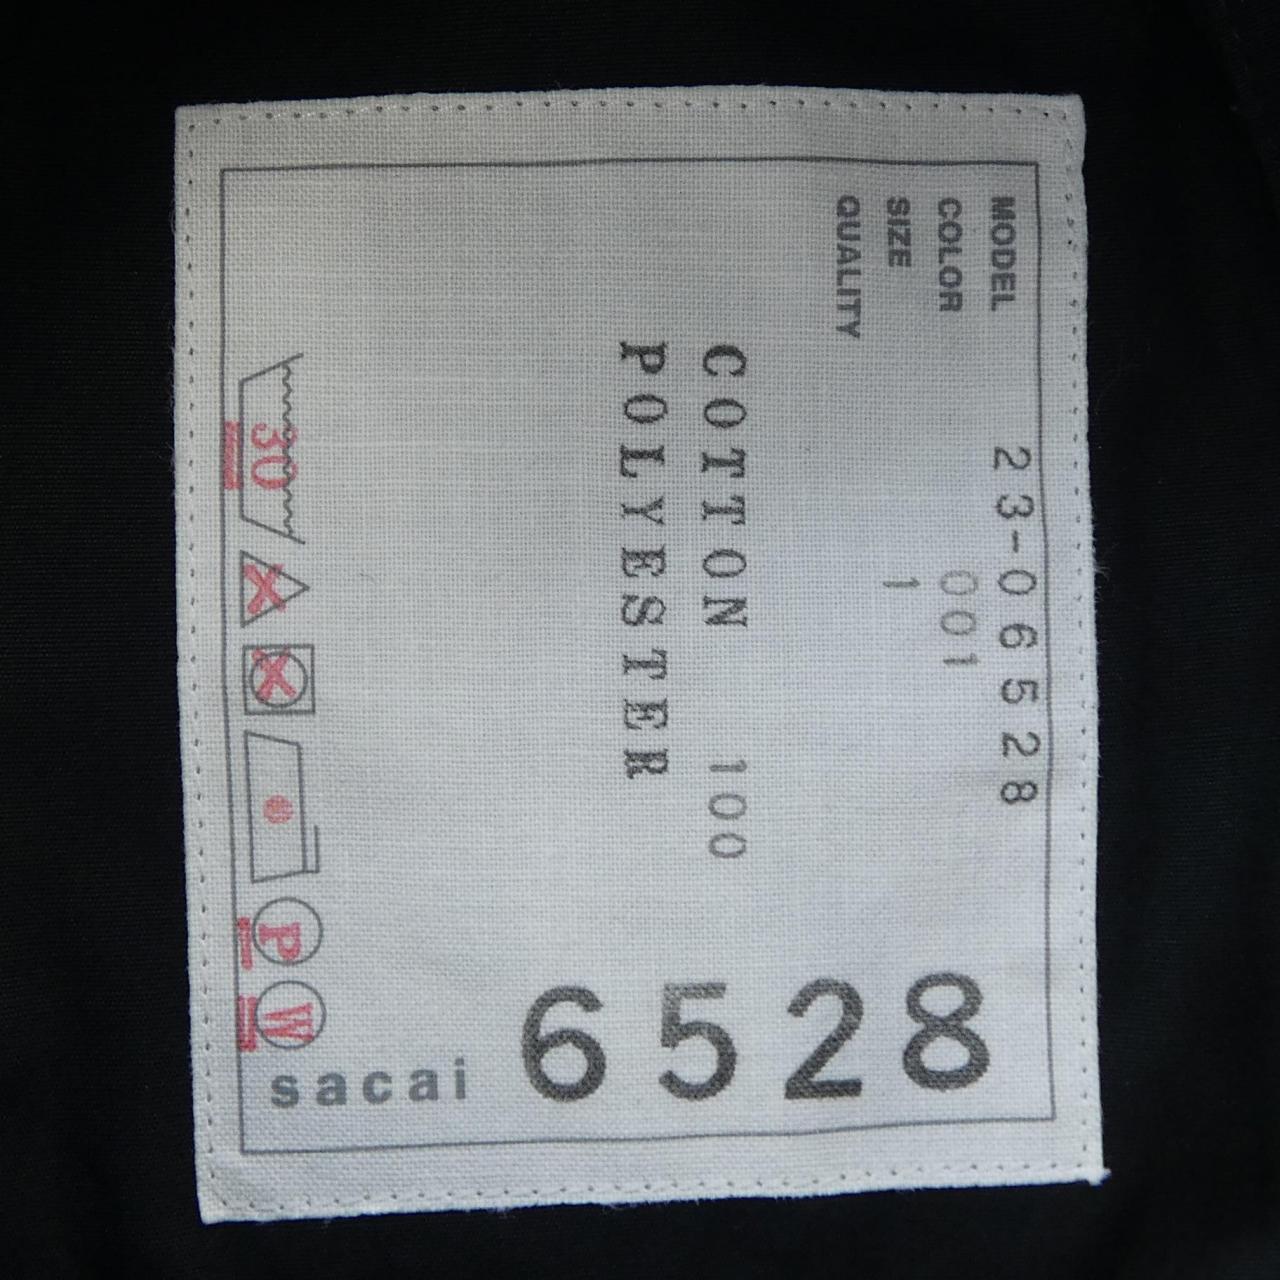 MODEL 23-06528
COLOR 001
SIZE 1
QUALITY
COTTON 100
POLYESTER
30
P
W
6528
sacai